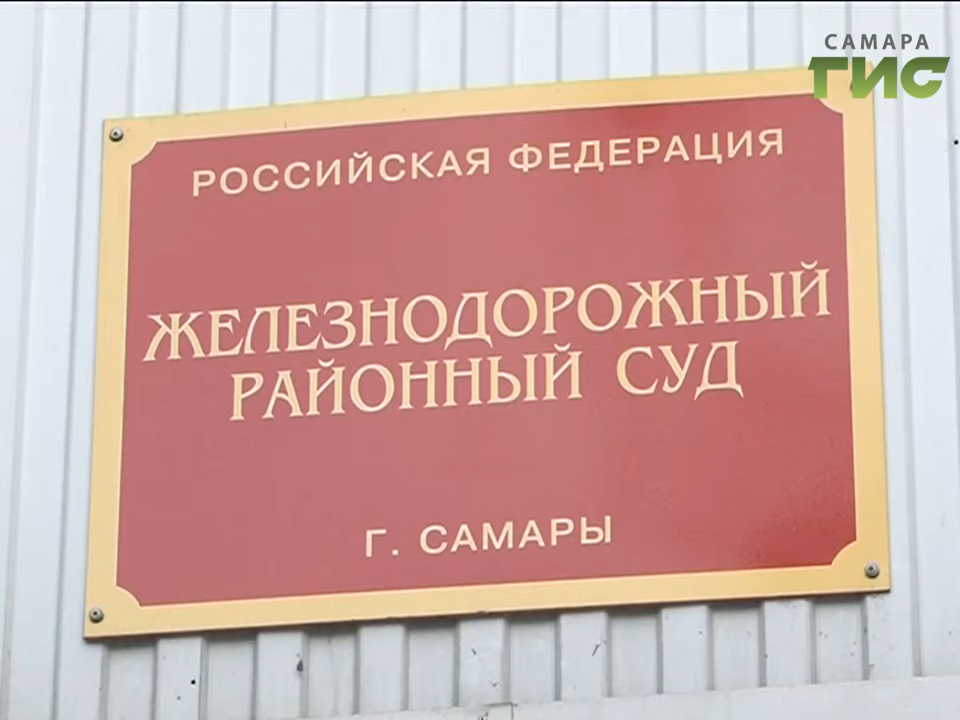 САМАРА
ГИС
РОССИЙСКАЯ ФЕДЕРАЦИЯ
ЖЕЛЕЗНОДОРОЖНЫЙ
РАЙОННЫЙ СУД
Г. САМАРЫ